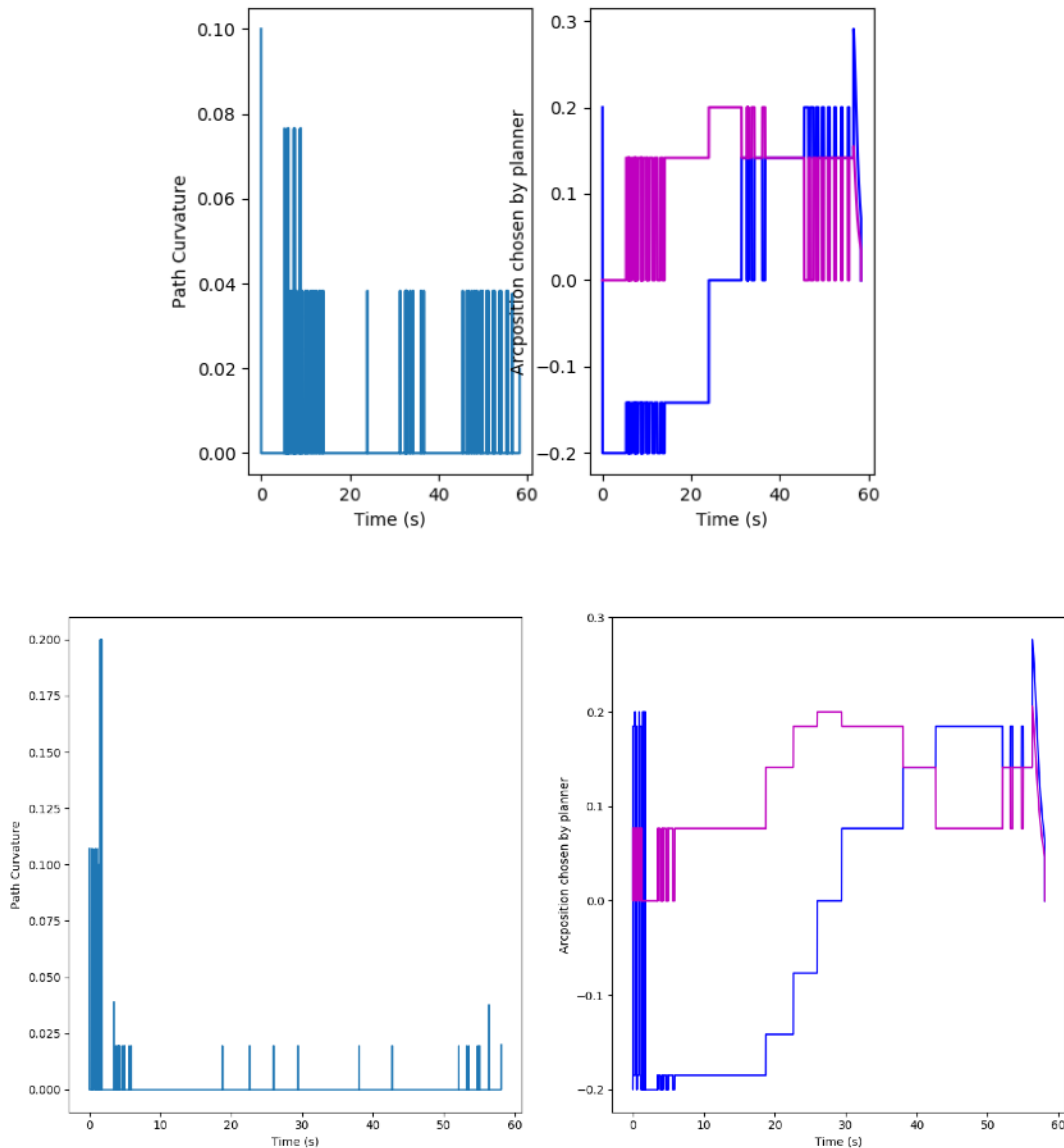 Path Curvature
0.10
0.08
0.06
0.04
0.02
0.00
0 20 40 60
Time (s)
Arcposition chosen by planner
0.3
0.2
0.1
0.0
−0.1
−0.2
0 20 40 60
Time (s)
Path Curvature
0.200
0.175
0.150
0.125
0.100
0.075
0.050
0.025
0.000
0 10 20 30 40 50 60
Time (s)
Arcposition chosen by planner
0.3
0.2
0.1
0.0
−0.1
−0.2
0 10 20 30 40 50 60
Time (s)